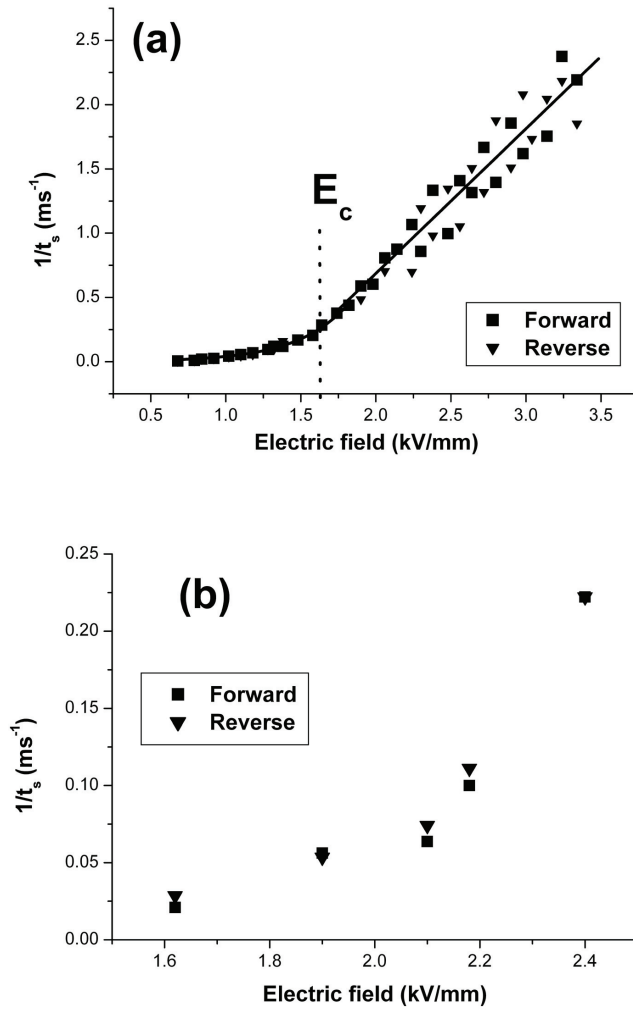 (a)
2.5
2.0
1.5
1.0
0.5
0.0
1/tₛ (ms⁻¹)
E_c
Forward
Reverse
0.5 1.0 1.5 2.0 2.5 3.0 3.5
Electric field (kV/mm)
(b)
0.25
0.20
0.15
0.10
0.05
0.00
1/tₛ (ms⁻¹)
Forward
Reverse
1.6 1.8 2.0 2.2 2.4
Electric field (kV/mm)